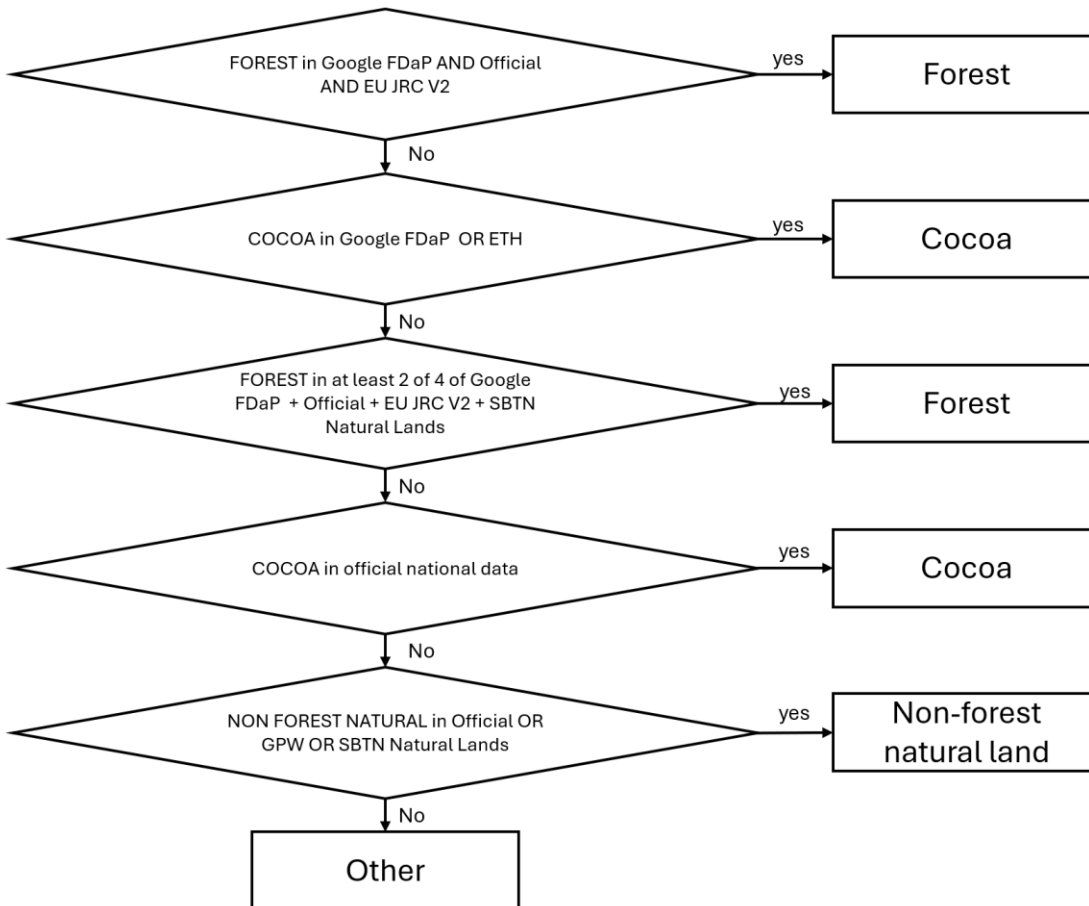 FOREST in Google FDaP AND Official
AND EU JRC V2
yes
Forest
No
COCOA in Google FDaP  OR ETH
yes
Cocoa
No
FOREST in at least 2 of 4 of Google
FDaP  + Official + EU JRC V2 + SBTN
Natural Lands
yes
Forest
No
COCOA in official national data
yes
Cocoa
No
NON FOREST NATURAL in Official OR
GPW OR SBTN Natural Lands
yes
Non-forest
natural land
No
Other